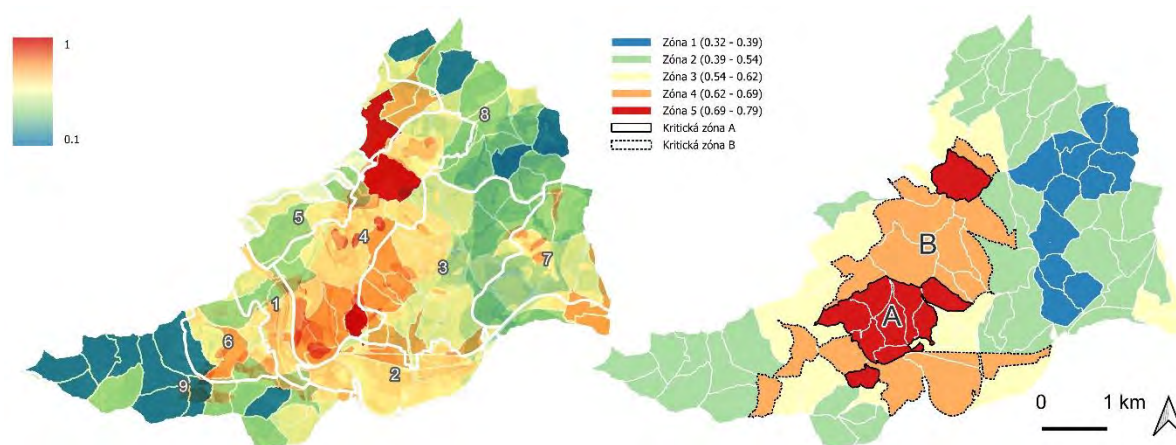 1
0.1
8
5
4
3
7
1
6
2
9
Zóna 1 (0.32 - 0.39)
Zóna 2 (0.39 - 0.54)
Zóna 3 (0.54 - 0.62)
Zóna 4 (0.62 - 0.69)
Zóna 5 (0.69 - 0.79)
Kritická zóna A
Kritická zóna B
B
A
0 1 km